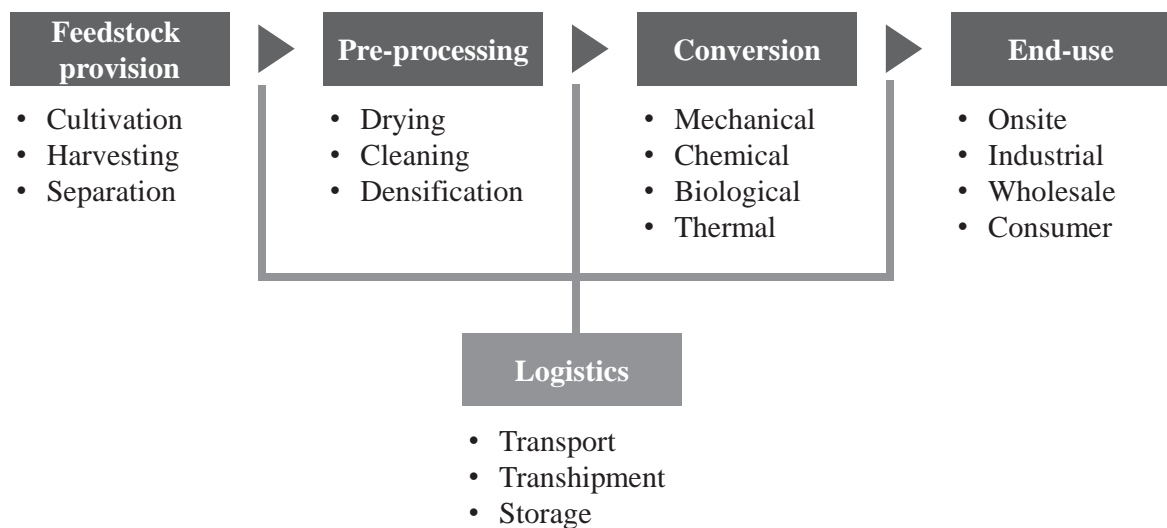 Feedstock
provision
Pre-processing
Conversion
End-use
• Cultivation
• Harvesting
• Separation
• Drying
• Cleaning
• Densification
• Mechanical
• Chemical
• Biological
• Thermal
• Onsite
• Industrial
• Wholesale
• Consumer
Logistics
• Transport
• Transhipment
• Storage